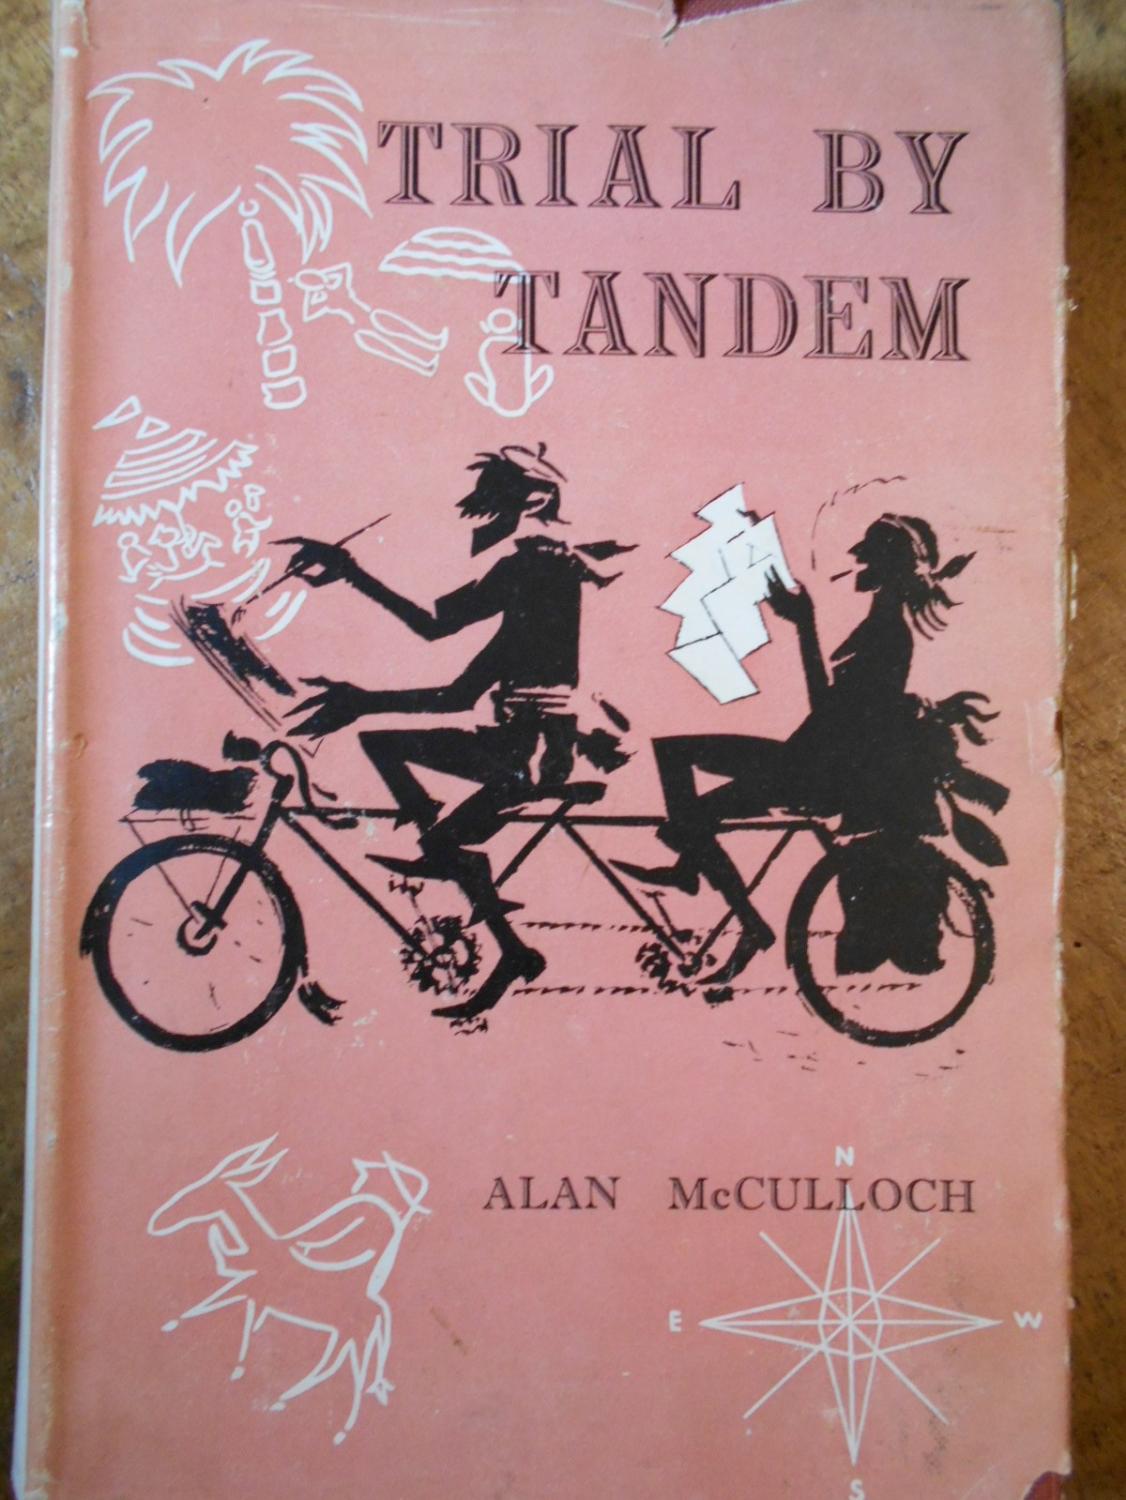 TRIAL BY
TANDEM
ALAN McCULLOCH
N
E W
S